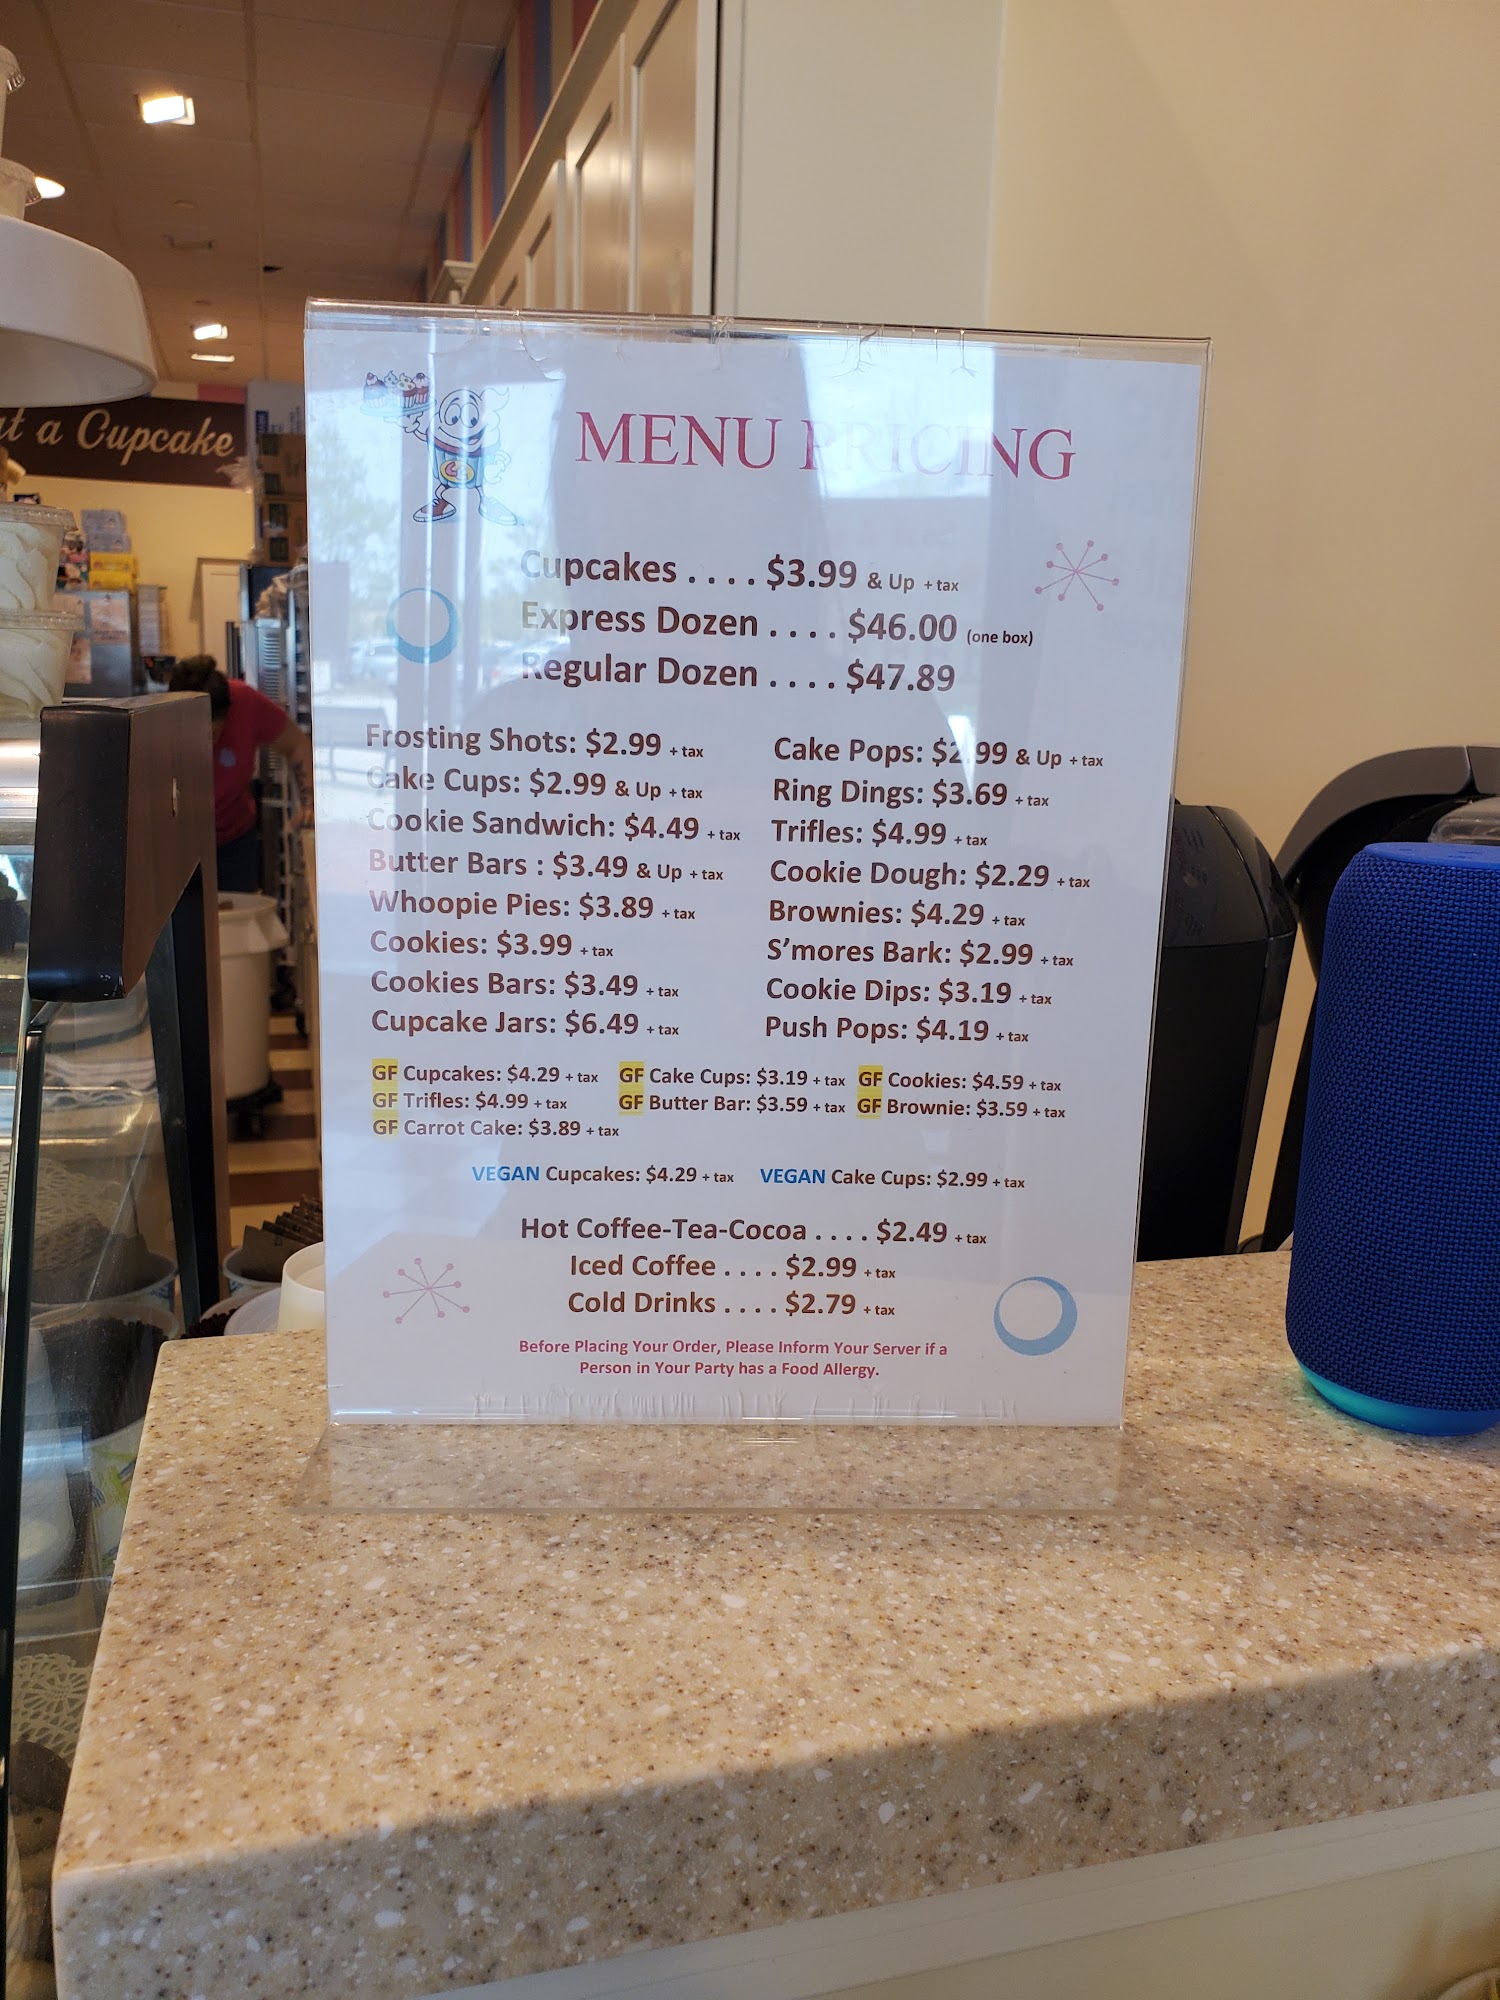 at a Cupcake
MENU PRICING
Cupcakes . . . . $3.99 & Up + tax
Express Dozen . . . . $46.00 (one box)
Regular Dozen . . . . $47.89
Frosting Shots: $2.99 + tax
Cake Cups: $2.99 & Up + tax
Cookie Sandwich: $4.49 + tax
Butter Bars : $3.49 & Up + tax
Whoopie Pies: $3.89 + tax
Cookies: $3.99 + tax
Cookies Bars: $3.49 + tax
Cupcake Jars: $6.49 + tax
Cake Pops: $2.99 & Up + tax
Ring Dings: $3.69 + tax
Trifles: $4.99 + tax
Cookie Dough: $2.29 + tax
Brownies: $4.29 + tax
S'mores Bark: $2.99 + tax
Cookie Dips: $3.19 + tax
Push Pops: $4.19 + tax
GF Cupcakes: $4.29 + tax GF Cake Cups: $3.19 + tax GF Cookies: $4.59 + tax
GF Trifles: $4.99 + tax GF Butter Bar: $3.59 + tax GF Brownie: $3.59 + tax
GF Carrot Cake: $3.89 + tax
VEGAN Cupcakes: $4.29 + tax VEGAN Cake Cups: $2.99 + tax
Hot Coffee-Tea-Cocoa . . . . $2.49 + tax
Iced Coffee . . . . $2.99 + tax
Cold Drinks . . . . $2.79 + tax
Before Placing Your Order, Please Inform Your Server if a
Person in Your Party has a Food Allergy.